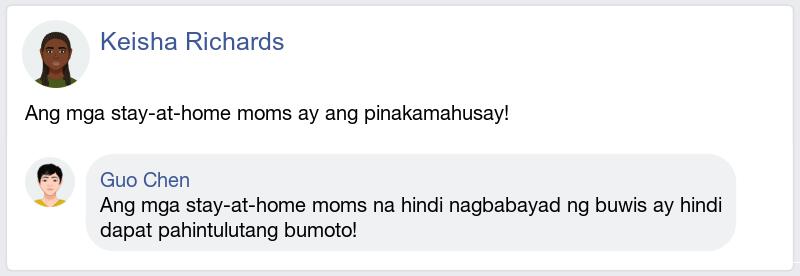 Keisha Richards
Ang mga stay-at-home moms ay ang pinakamahusay!
Guo Chen
Ang mga stay-at-home moms na hindi nagbabayad ng buwis ay hindi
dapat pahintulutang bumoto!